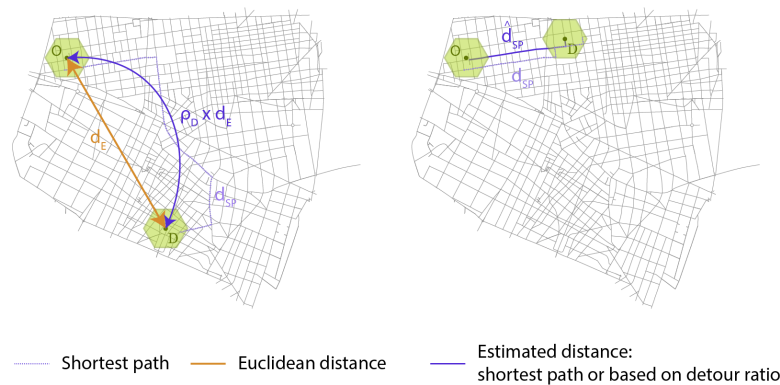 O
ρD x dE
dE
dSP
D
O
d̂SP
D
dSP
Shortest path
Euclidean distance
Estimated distance:
shortest path or based on detour ratio